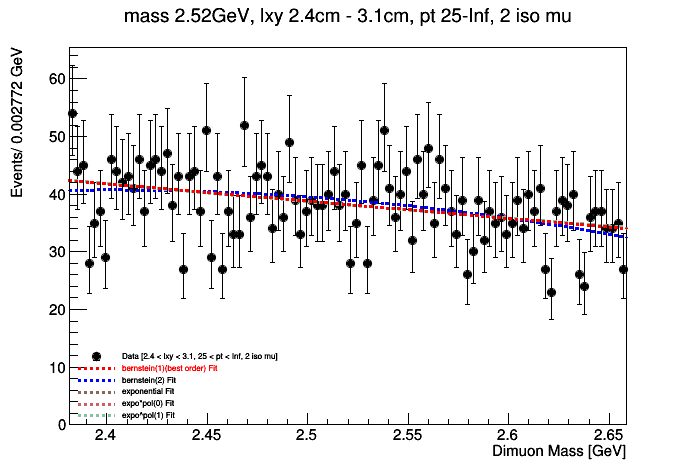 mass 2.52GeV, lxy 2.4cm - 3.1cm, pt 25-Inf, 2 iso mu
Events/ 0.002772 GeV
60
50
40
30
20
10
0
Data [2.4 < lxy < 3.1, 25 < pt < Inf, 2 iso mu]
bernstein(1)(best order) Fit
bernstein(2) Fit
exponential Fit
expo*pol(0) Fit
expo*pol(1) Fit
2.4 2.45 2.5 2.55 2.6 2.65
Dimuon Mass [GeV]